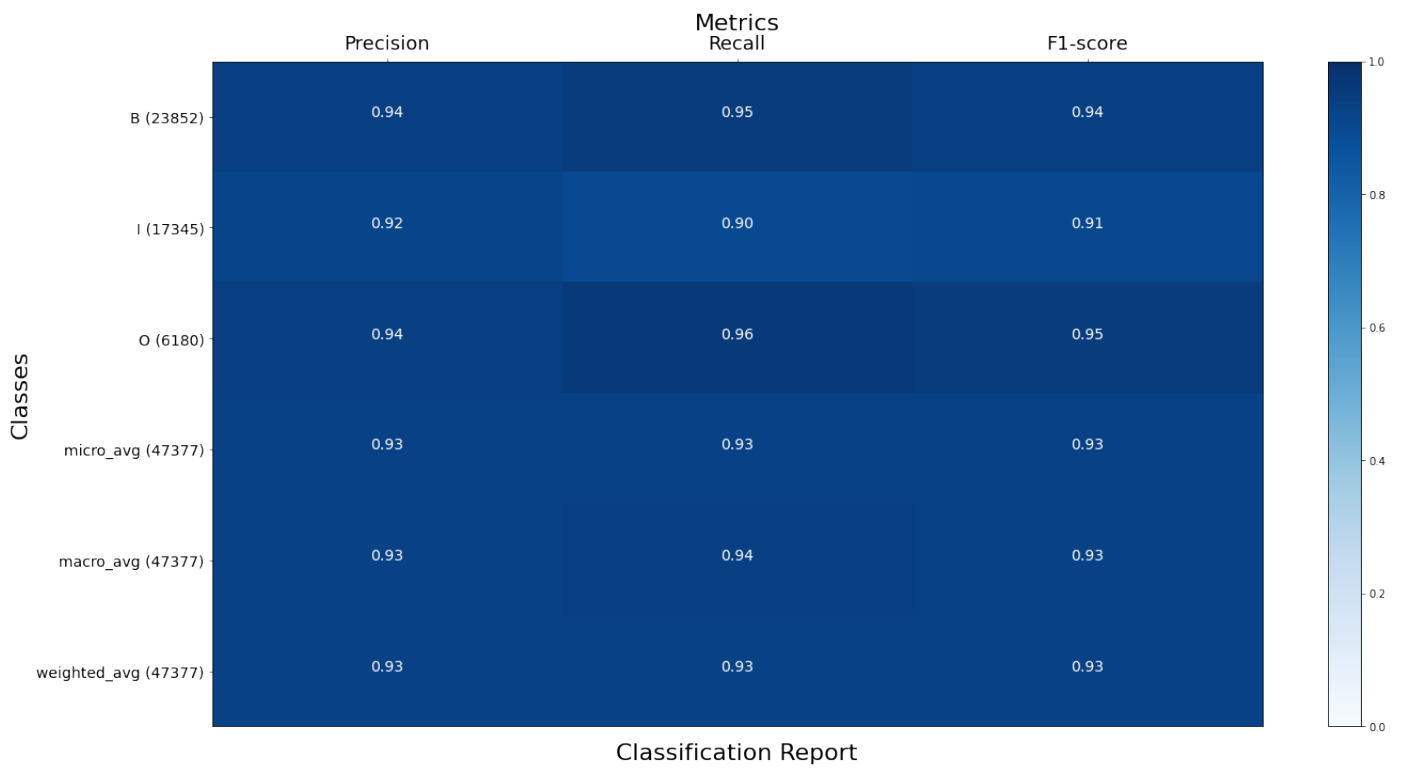 Metrics
Precision Recall F1-score
B (23852) 0.94 0.95 0.94
I (17345) 0.92 0.90 0.91
O (6180) 0.94 0.96 0.95
micro_avg (47377) 0.93 0.93 0.93
macro_avg (47377) 0.93 0.94 0.93
weighted_avg (47377) 0.93 0.93 0.93
Classes
Classification Report
1.0
0.8
0.6
0.4
0.2
0.0